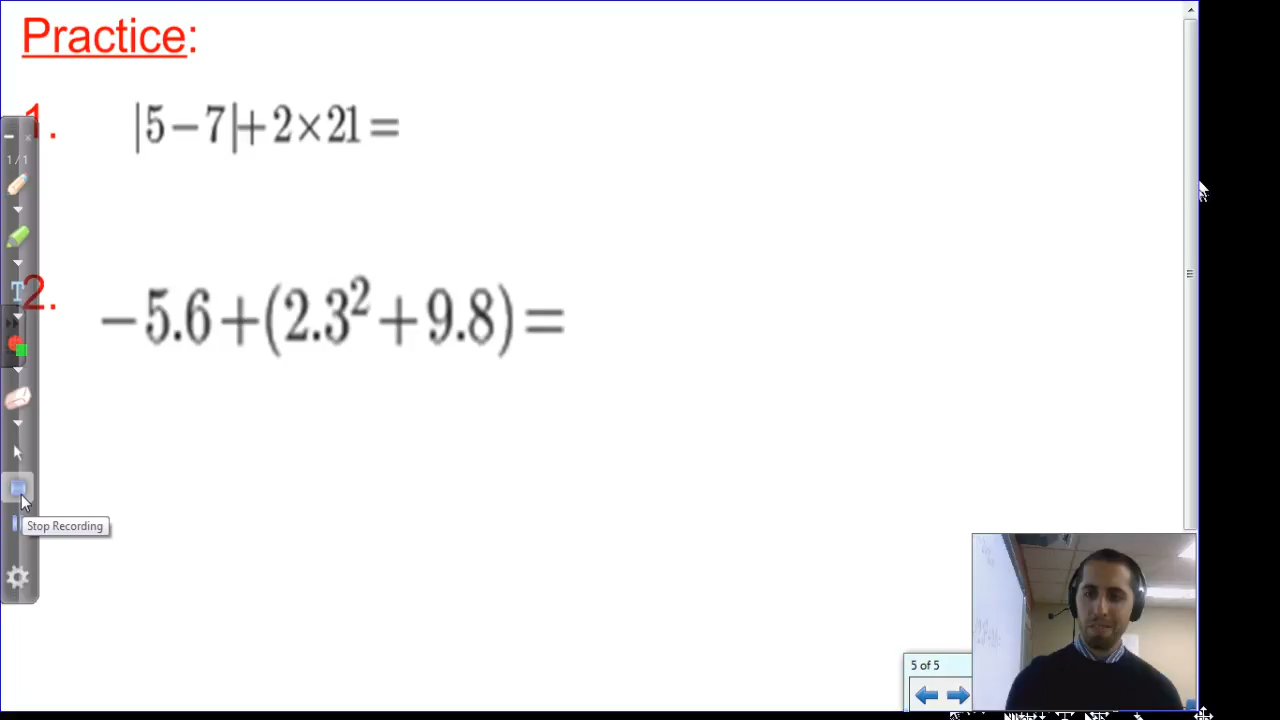 Practice:
1. |5−7|+2×21=
2. −5.6+(2.3²+9.8)=
1/1
T
Stop Recording
5 of 5